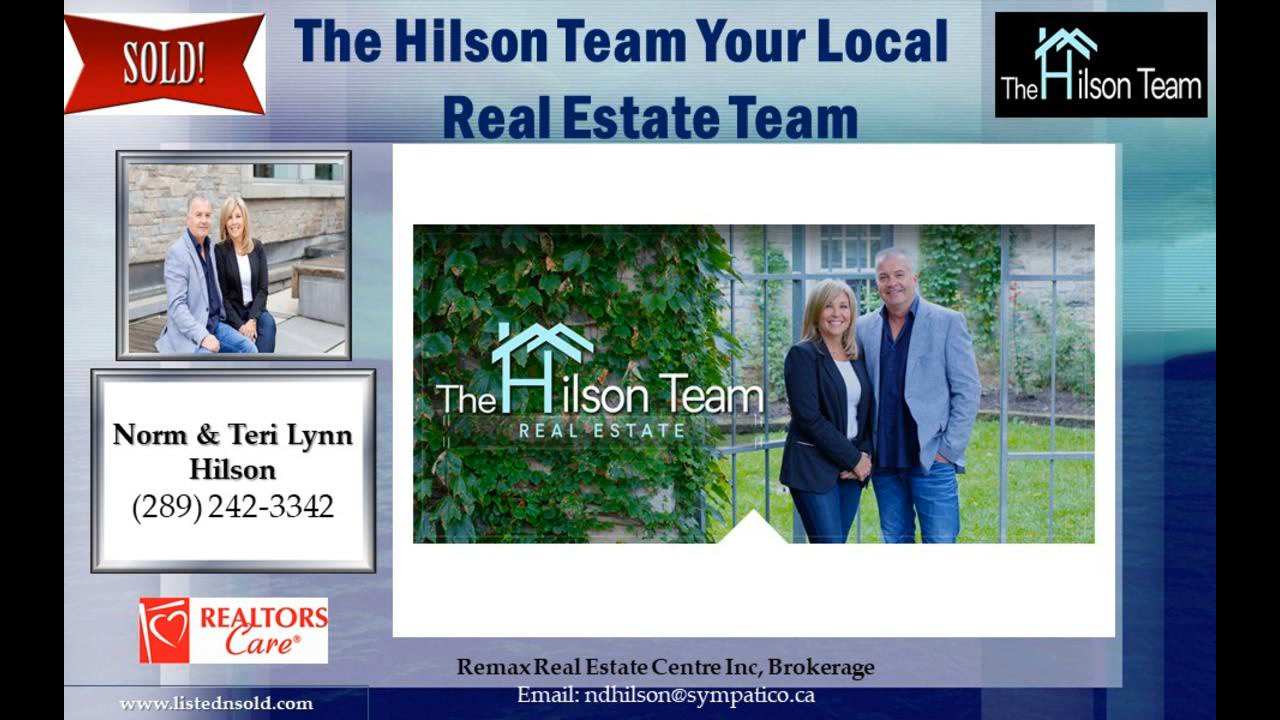 SOLD!
The Hilson Team Your Local
Real Estate Team
The Hilson Team
The Hilson Team
REAL ESTATE
Norm & Teri Lynn
Hilson
(289) 242-3342
REALTORS
Care®
Remax Real Estate Centre Inc, Brokerage
Email: ndhilson@sympatico.ca
www.listednsold.com